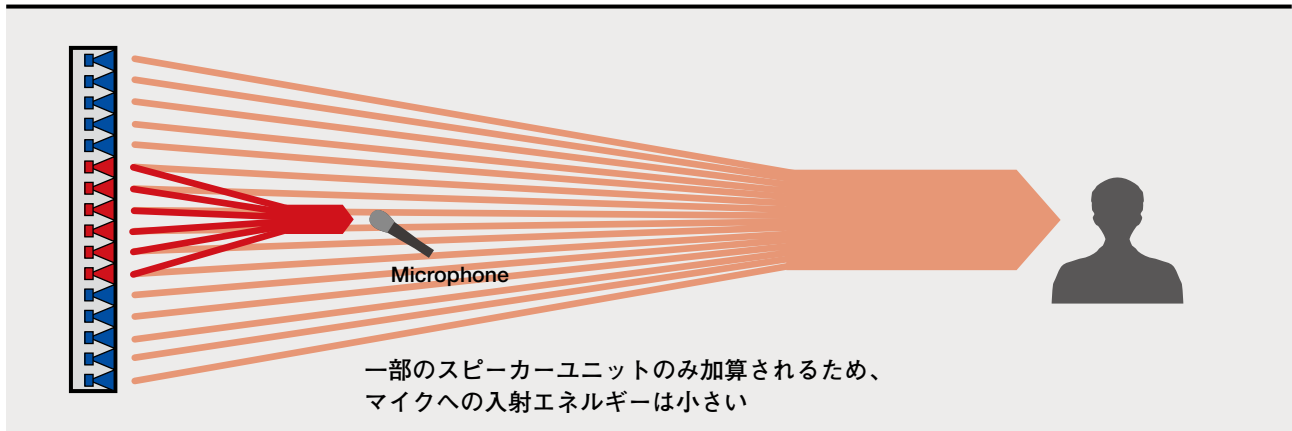 Microphone
一部のスピーカーユニットのみ加算されるため、
マイクへの入射エネルギーは小さい